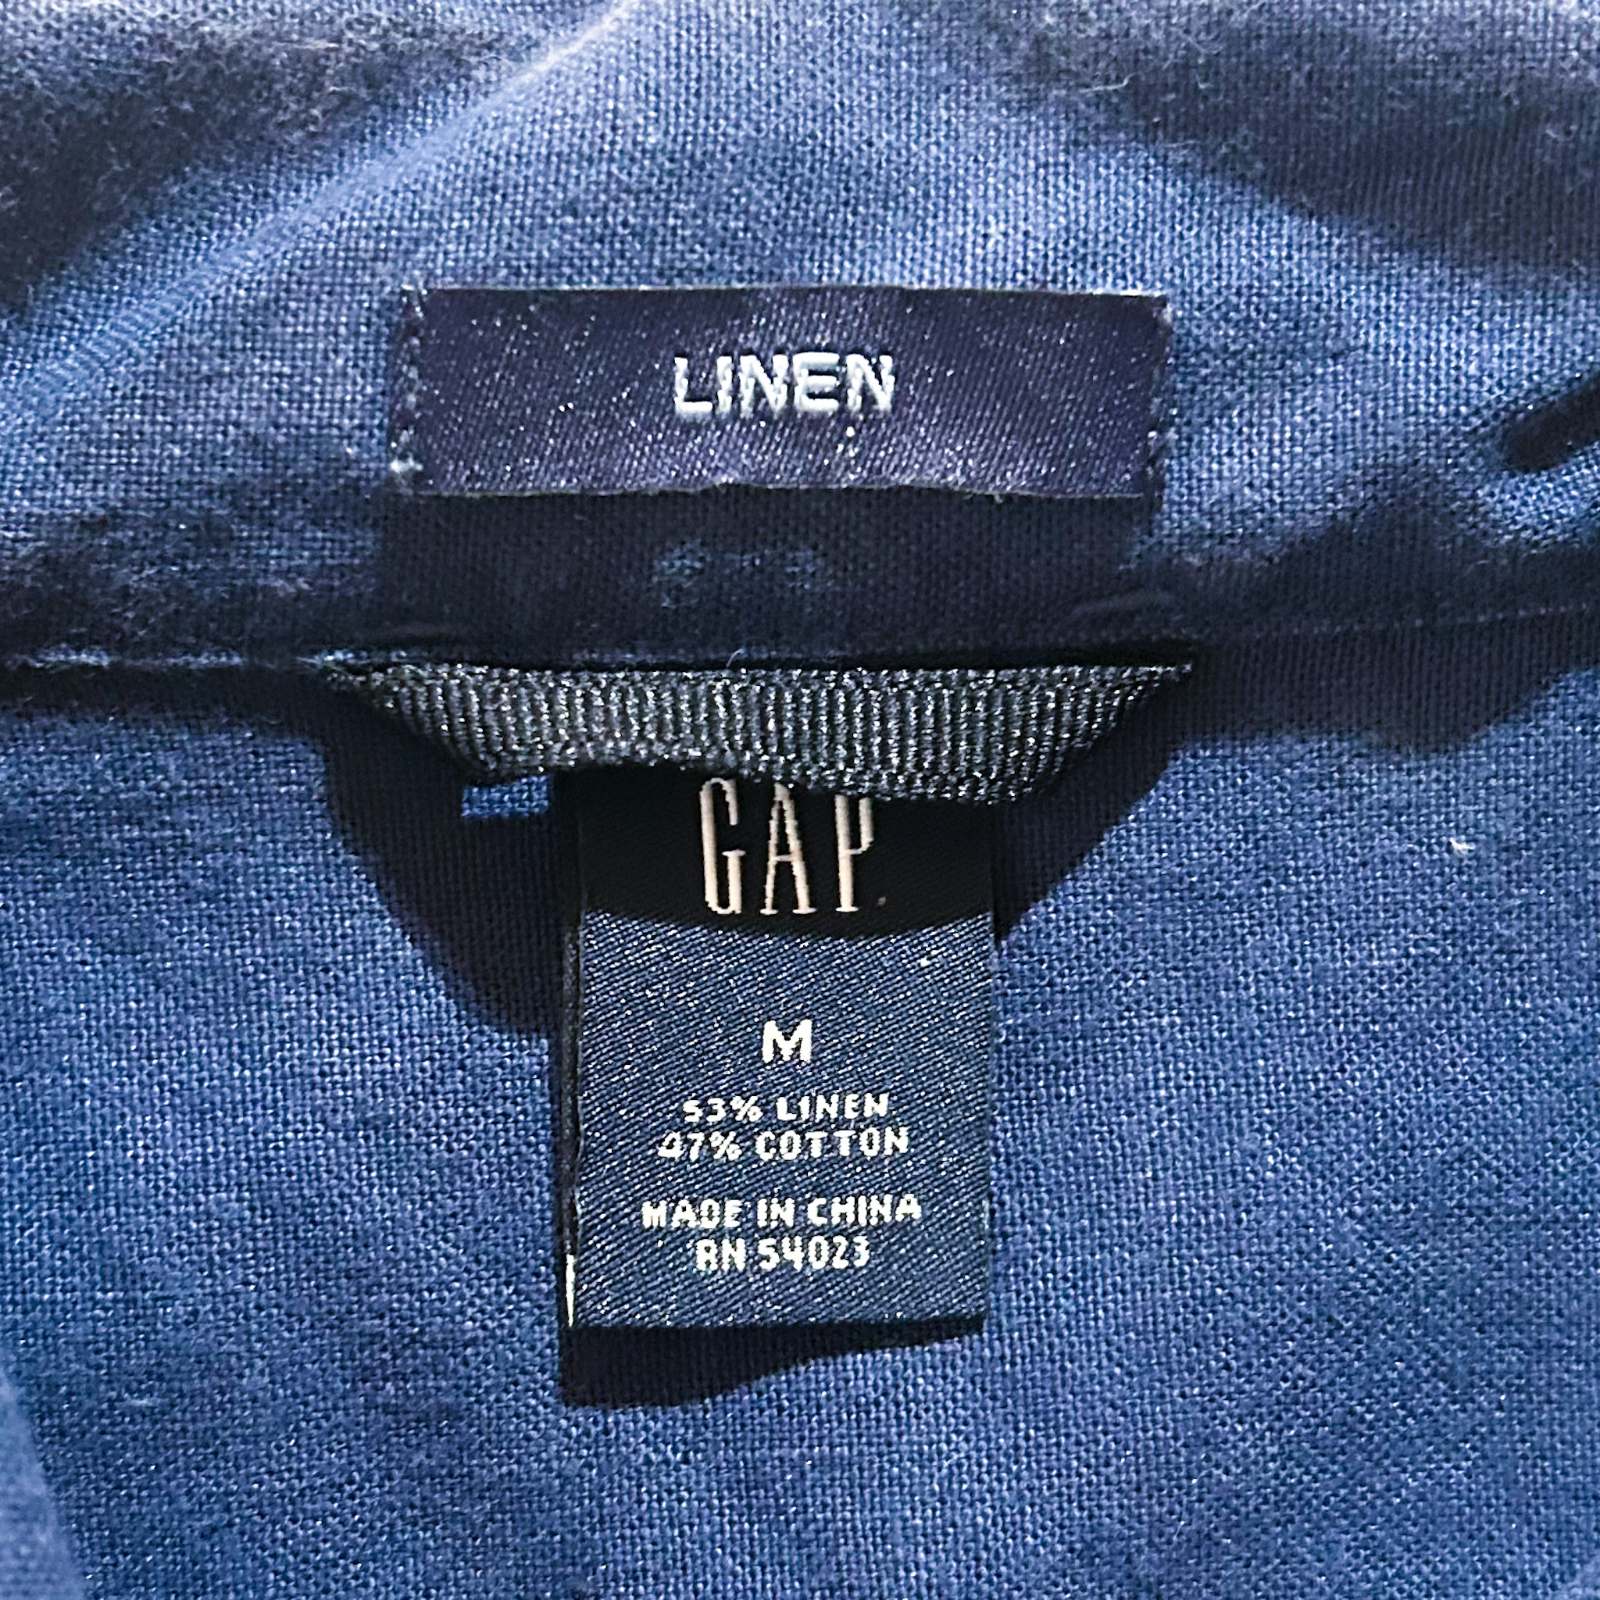 LINEN
GAP
M
53% LINEN
47% COTTON
MADE IN CHINA
RN 54023